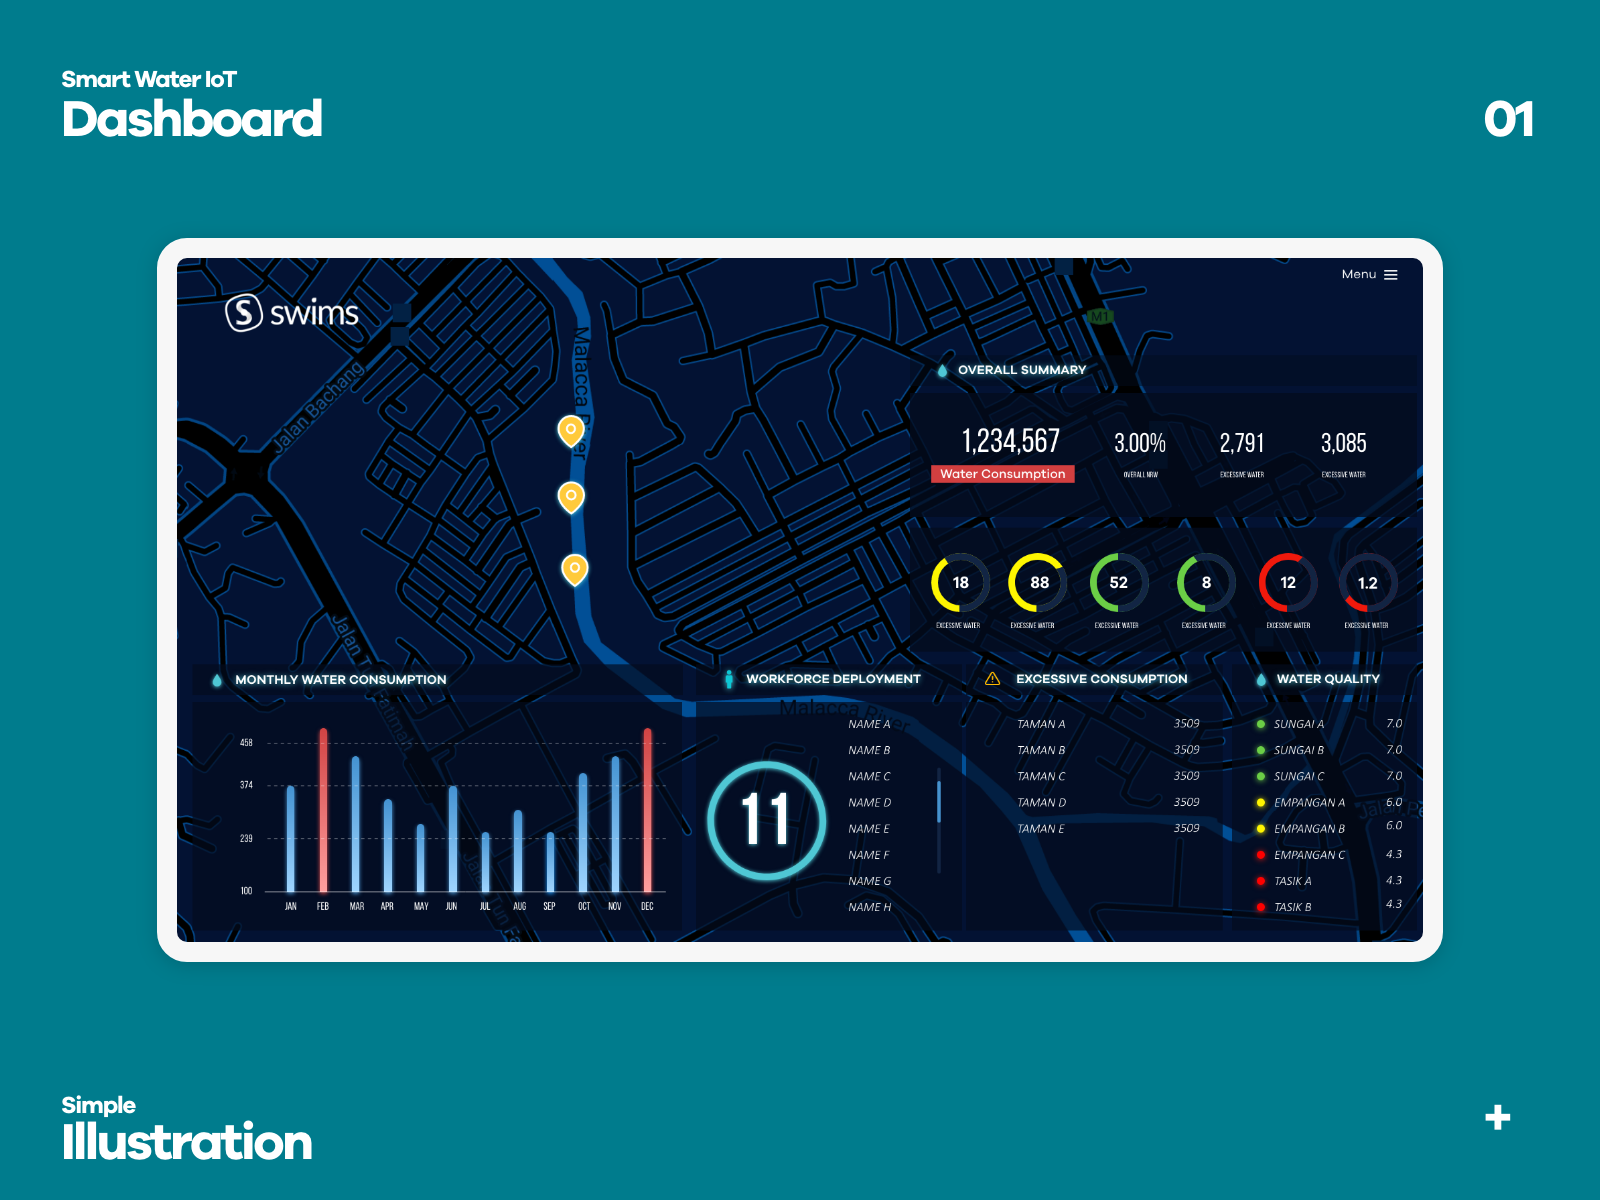 Smart Water IoT
Dashboard
01
Menu
S swims
M1
Jalan Bachang
Malacca River
OVERALL SUMMARY
1,234,567
Water Consumption
3.00%
OVERALL NRW
2,791
EXCESSIVE WATER
3,085
EXCESSIVE WATER
18
EXCESSIVE WATER
88
EXCESSIVE WATER
52
EXCESSIVE WATER
8
EXCESSIVE WATER
12
EXCESSIVE WATER
1.2
EXCESSIVE WATER
MONTHLY WATER CONSUMPTION
458
374
239
100
JAN FEB MAR APR MAY JUN JUL AUG SEP OCT NOV DEC
WORKFORCE DEPLOYMENT
Malacca River
11
NAME A
NAME B
NAME C
NAME D
NAME E
NAME F
NAME G
NAME H
EXCESSIVE CONSUMPTION
TAMAN A 3509
TAMAN B 3509
TAMAN C 3509
TAMAN D 3509
TAMAN E 3509
WATER QUALITY
SUNGAI A 7.0
SUNGAI B 7.0
SUNGAI C 7.0
EMPANGAN A 6.0
EMPANGAN B 6.0
EMPANGAN C 4.3
TASIK A 4.3
TASIK B 4.3
Simple
Illustration
+